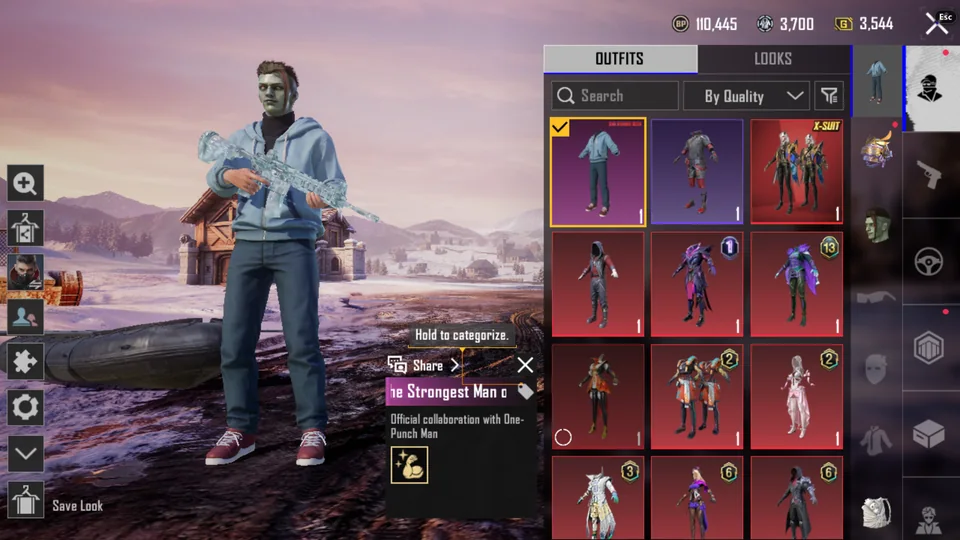 110,445
3,700
3,544
Esc
OUTFITS
LOOKS
Search
By Quality
X-SUIT
1
1
1
1
13
1
1
1
2
2
1
1
1
3
6
6
Hold to categorize.
Share
he Strongest Man o
Official collaboration with One-
Punch Man
Save Look